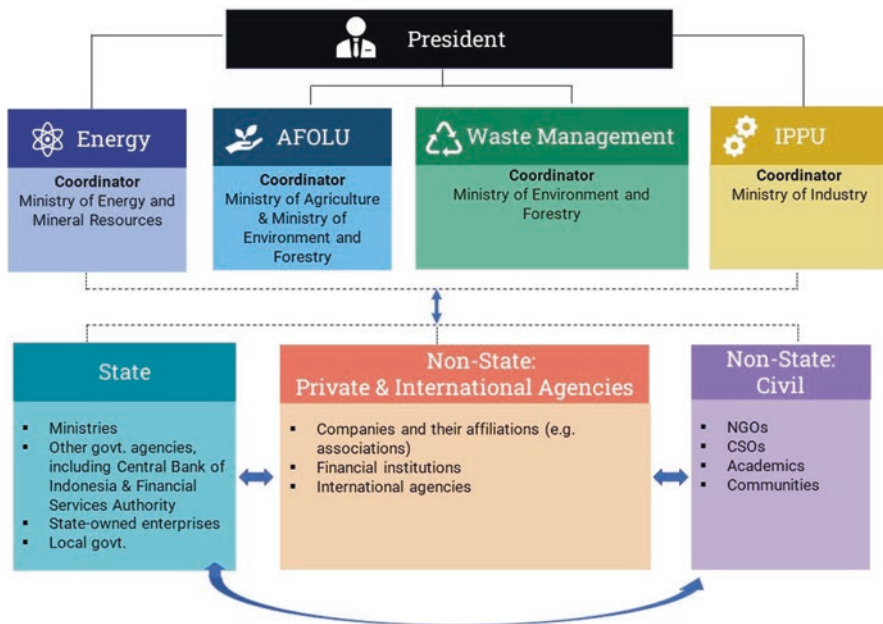 President
Energy
Coordinator
Ministry of Energy and
Mineral Resources
AFOLU
Coordinator
Ministry of Agriculture
& Ministry of
Environment and
Forestry
Waste Management
Coordinator
Ministry of Environment and
Forestry
IPPU
Coordinator
Ministry of Industry
State
▪ Ministries
▪ Other govt. agencies,
including Central Bank of
Indonesia & Financial
Services Authority
▪ State-owned enterprises
▪ Local govt.
Non-State:
Private & International Agencies
▪ Companies and their affiliations (e.g.
associations)
▪ Financial institutions
▪ International agencies
Non-State:
Civil
▪ NGOs
▪ CSOs
▪ Academics
▪ Communities